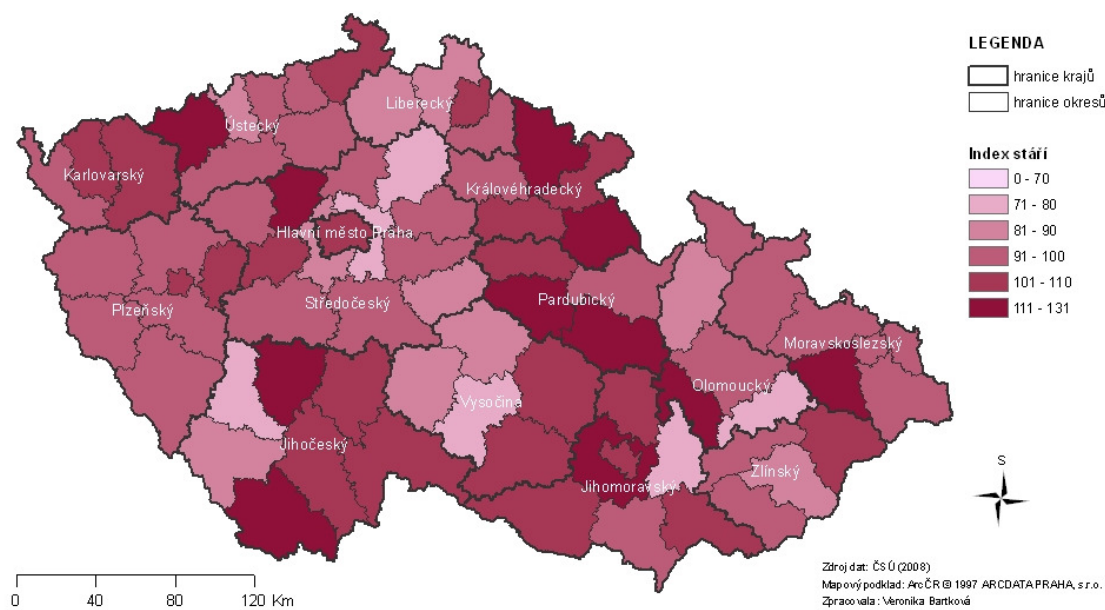 LEGENDA
hranice krajů
hranice okresů
Index stáří
0 - 70
71 - 80
81 - 90
91 - 100
101 - 110
111 - 131
Liberecký
Ústecký
Karlovarský
Královéhradecký
Hlavní město Praha
Středočeský
Plzeňský
Pardubický
Moravskoslezský
Olomoucký
Vysočina
Jihočeský
Zlínský
Jihomoravský
S
0 40 80 120 Km
Zdroj dat: ČSÚ (2008)
Mapový podklad: ArcČR © 1997 ARCDATA PRAHA, s.r.o.
Zpracovala: Veronika Bartková